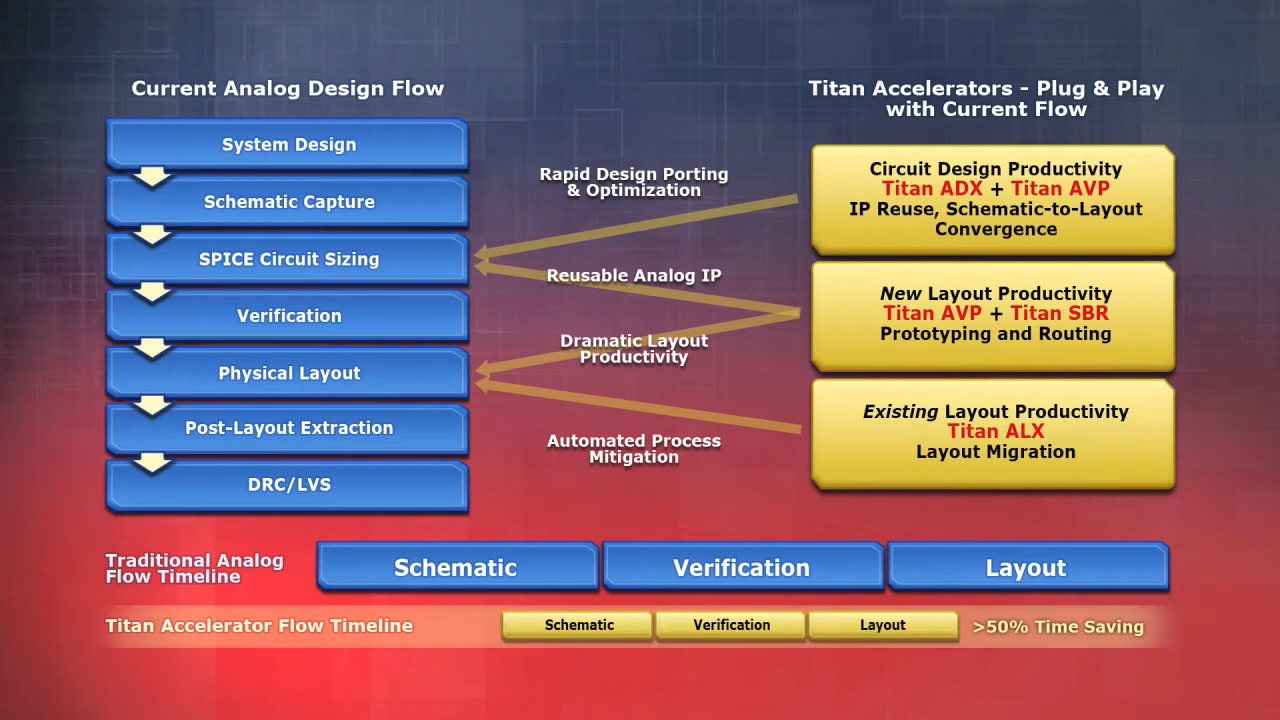 Current Analog Design Flow
System Design
Schematic Capture
SPICE Circuit Sizing
Verification
Physical Layout
Post-Layout Extraction
DRC/LVS
Rapid Design Porting
& Optimization
Reusable Analog IP
Dramatic Layout
Productivity
Automated Process
Mitigation
Titan Accelerators - Plug & Play
with Current Flow
Circuit Design Productivity
Titan ADX + Titan AVP
IP Reuse, Schematic-to-Layout
Convergence
New Layout Productivity
Titan AVP + Titan SBR
Prototyping and Routing
Existing Layout Productivity
Titan ALX
Layout Migration
Traditional Analog
Flow Timeline
Schematic
Verification
Layout
Titan Accelerator Flow Timeline
Schematic
Verification
Layout
>50% Time Saving